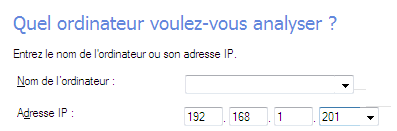 Quel ordinateur voulez-vous analyser ?
Entrez le nom de l'ordinateur ou son adresse IP.
Nom de l'ordinateur :
Adresse IP : 192 . 168 . 1 . 201